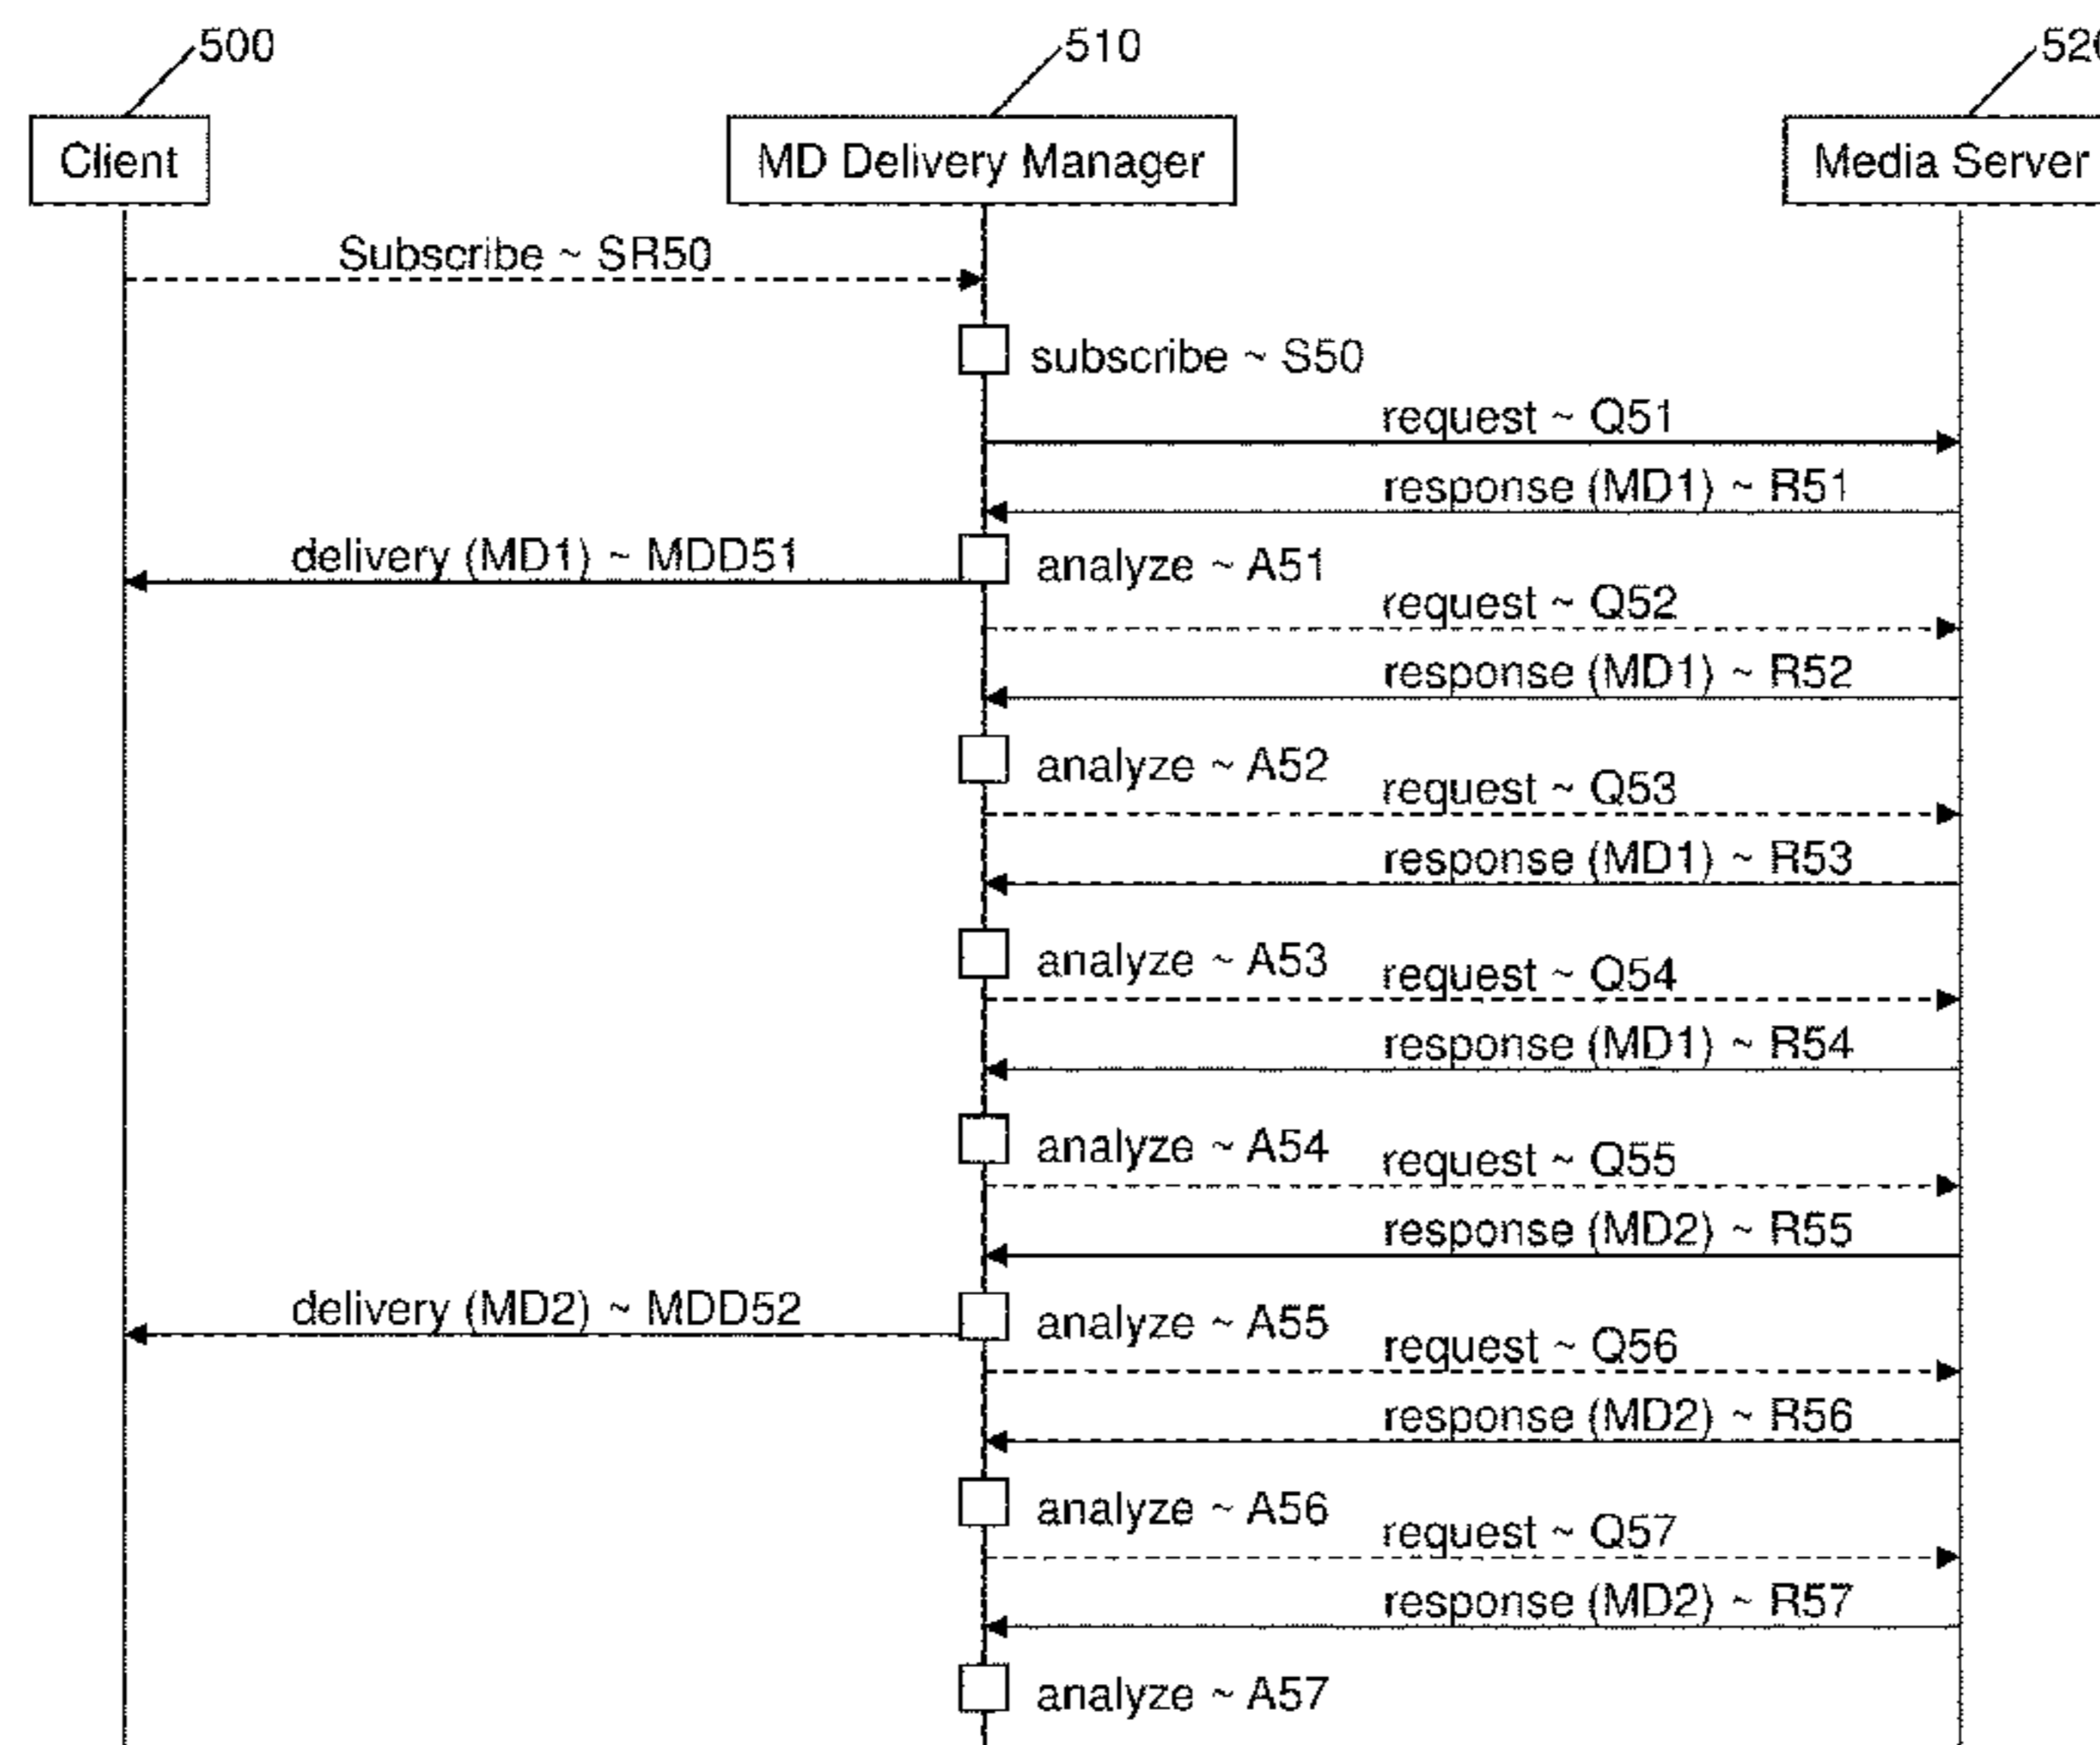 500 510 520
Client MD Delivery Manager Media Server
Subscribe ~ SR50
subscribe ~ S50
request ~ Q51
response (MD1) ~ R51
delivery (MD1) ~ MDD51
analyze ~ A51
request ~ Q52
response (MD1) ~ R52
analyze ~ A52
request ~ Q53
response (MD1) ~ R53
analyze ~ A53
request ~ Q54
response (MD1) ~ R54
analyze ~ A54
request ~ Q55
response (MD2) ~ R55
delivery (MD2) ~ MDD52
analyze ~ A55
request ~ Q56
response (MD2) ~ R56
analyze ~ A56
request ~ Q57
response (MD2) ~ R57
analyze ~ A57